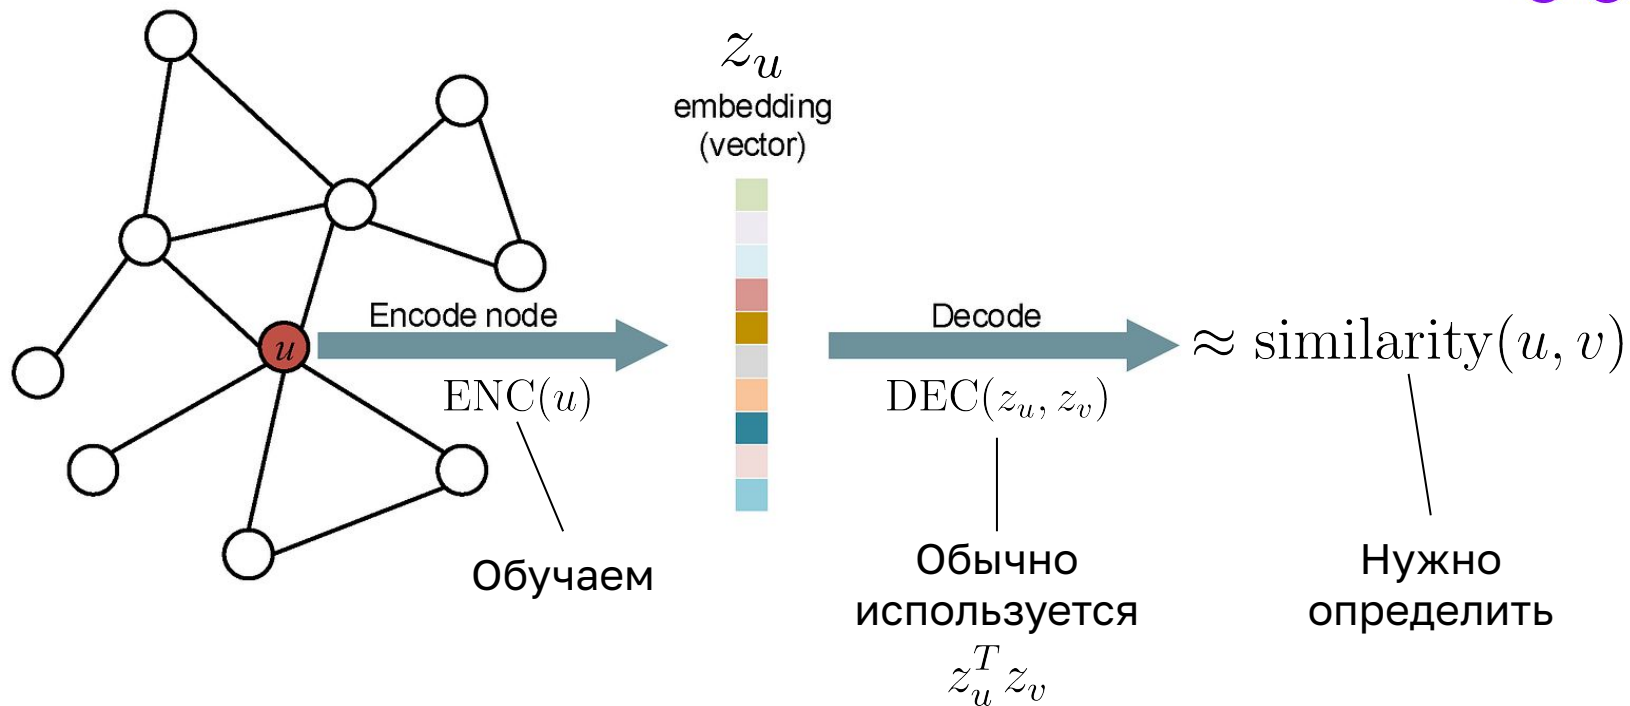 z_u
embedding
(vector)
u
Encode node
ENC(u)
Обучаем
Decode
DEC(z_u, z_v)
Обычно
используется
z_u^T z_v
≈ similarity(u, v)
Нужно
определить